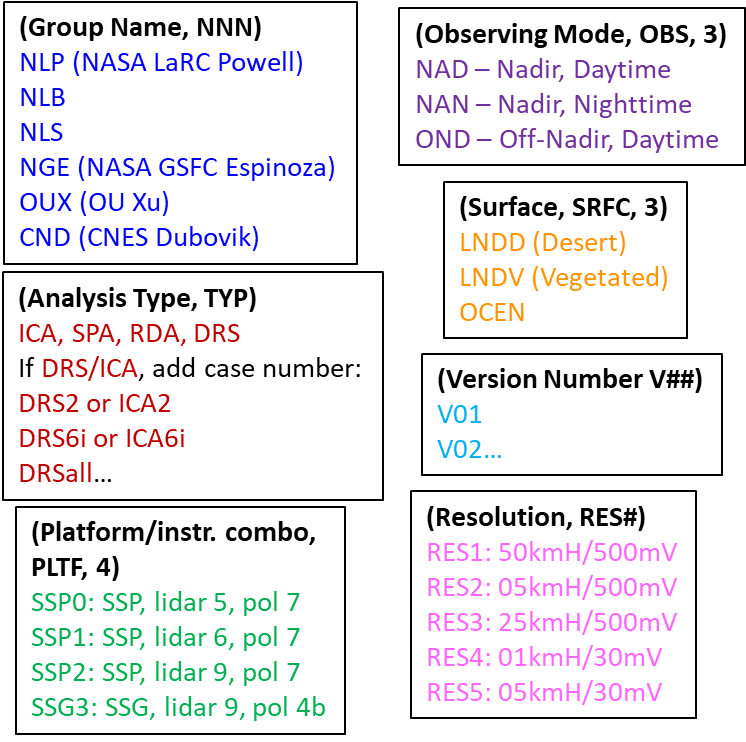 (Group Name, NNN)
NLP (NASA LaRC Powell)
NLB
NLS
NGE (NASA GSFC Espinoza)
OUX (OU Xu)
CND (CNES Dubovik)
(Analysis Type, TYP)
ICA, SPA, RDA, DRS
If DRS/ICA, add case number:
DRS2 or ICA2
DRS6i or ICA6i
DRSall…
(Platform/instr. combo,
PLTF, 4)
SSP0: SSP, lidar 5, pol 7
SSP1: SSP, lidar 6, pol 7
SSP2: SSP, lidar 9, pol 7
SSG3: SSG, lidar 9, pol 4b
(Observing Mode, OBS, 3)
NAD – Nadir, Daytime
NAN – Nadir, Nighttime
OND – Off-Nadir, Daytime
(Surface, SRFC, 3)
LNDD (Desert)
LNDV (Vegetated)
OCEN
(Version Number V##)
V01
V02…
(Resolution, RES#)
RES1: 50kmH/500mV
RES2: 05kmH/500mV
RES3: 25kmH/500mV
RES4: 01kmH/30mV
RES5: 05kmH/30mV